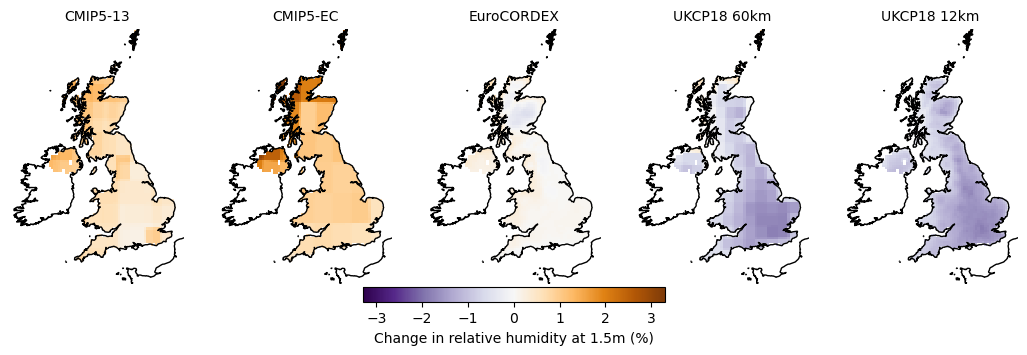 CMIP5-13 CMIP5-EC EuroCORDEX UKCP18 60km UKCP18 12km
−3 −2 −1 0 1 2 3
Change in relative humidity at 1.5m (%)